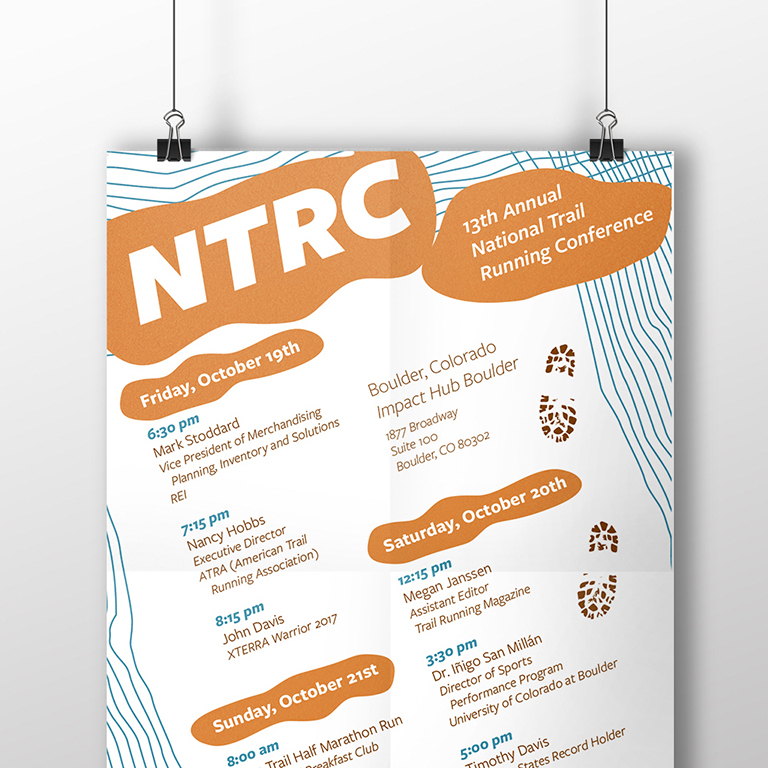 NTRC
13th Annual
National Trail
Running Conference
Friday, October 19th
6:30 pm
Mark Stoddard
Vice President of Merchandising
Planning, Inventory and Solutions
REI
7:15 pm
Nancy Hobbs
Executive Director
ATRA (American Trail
Running Association)
8:15 pm
John Davis
XTERRA Warrior 2017
Boulder, Colorado
Impact Hub Boulder
1877 Broadway
Suite 100
Boulder, CO 80302
Saturday, October 20th
12:15 pm
Megan Janssen
Assistant Editor
Trail Running Magazine
3:30 pm
Dr. Iñigo San Millán
Director of Sports
Performance Program
University of Colorado at Boulder
5:00 pm
Timothy Davis
States Record Holder
Sunday, October 21st
8:00 am
Trail Half Marathon Run
Breakfast Club